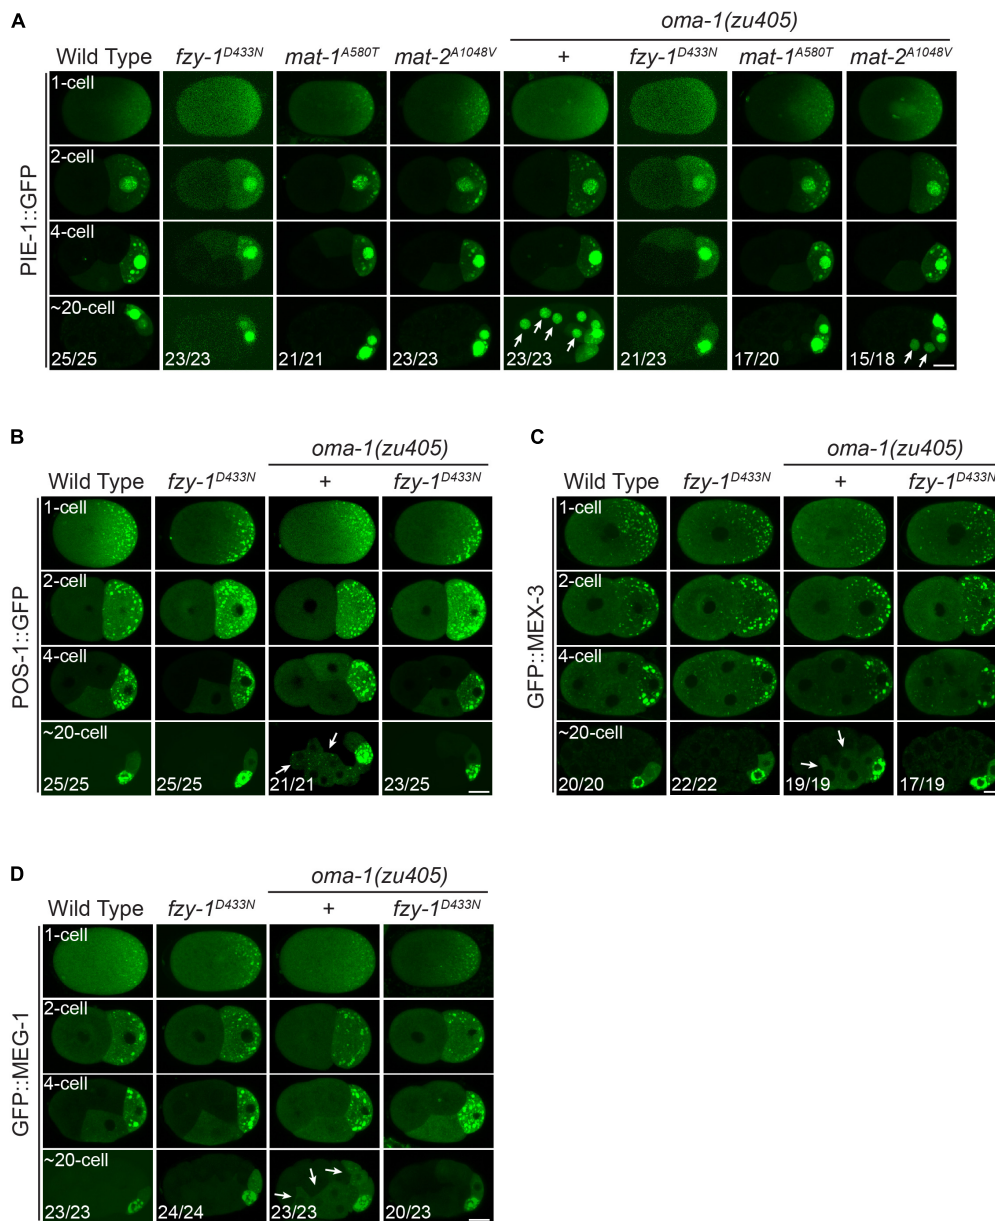 A
oma-1(zu405)
Wild Type fzy-1D433N mat-1A580T mat-2A1048V + fzy-1D433N mat-1A580T mat-2A1048V
PIE-1::GFP
1-cell
2-cell
4-cell
~20-cell
25/25 23/23 21/21 23/23 23/23 21/23 17/20 15/18
B
oma-1(zu405)
Wild Type fzy-1D433N + fzy-1D433N
POS-1::GFP
1-cell
2-cell
4-cell
~20-cell
25/25 25/25 21/21 23/25
C
oma-1(zu405)
Wild Type fzy-1D433N + fzy-1D433N
GFP::MEX-3
1-cell
2-cell
4-cell
~20-cell
20/20 22/22 19/19 17/19
D
oma-1(zu405)
Wild Type fzy-1D433N + fzy-1D433N
GFP::MEG-1
1-cell
2-cell
4-cell
~20-cell
23/23 24/24 23/23 20/23